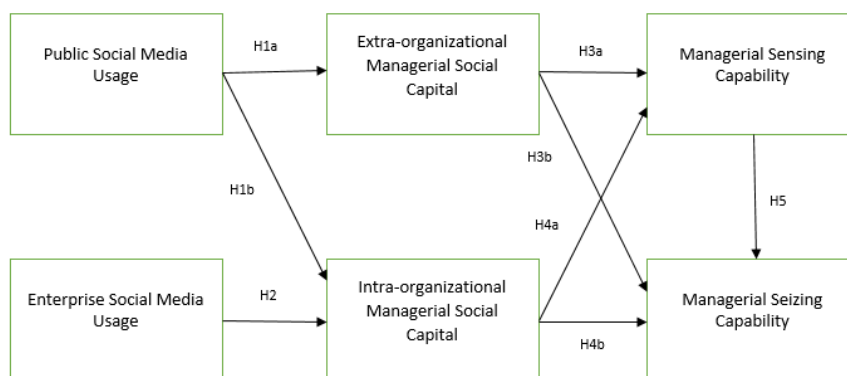 Public Social Media
Usage
H1a
Extra-organizational
Managerial Social
Capital
H3a
Managerial Sensing
Capability
H1b
H3b
H4a
H5
Enterprise Social Media
Usage
H2
Intra-organizational
Managerial Social
Capital
H4b
Managerial Seizing
Capability